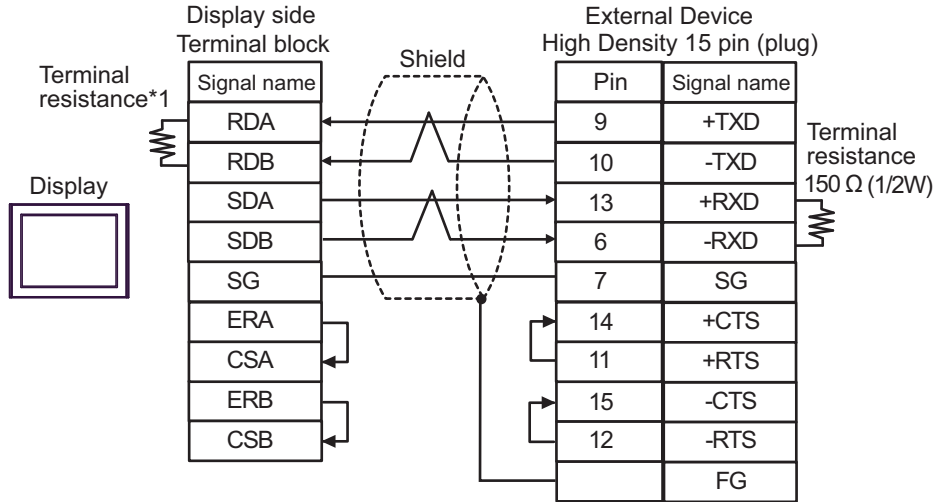 Display side
Terminal block
External Device
High Density 15 pin (plug)
Shield
Terminal
resistance*1
Display
Signal name
RDA
RDB
SDA
SDB
SG
ERA
CSA
ERB
CSB
Pin Signal name
9 +TXD
10 -TXD
13 +RXD
6 -RXD
7 SG
14 +CTS
11 +RTS
15 -CTS
12 -RTS
FG
Terminal
resistance
150 Ω (1/2W)